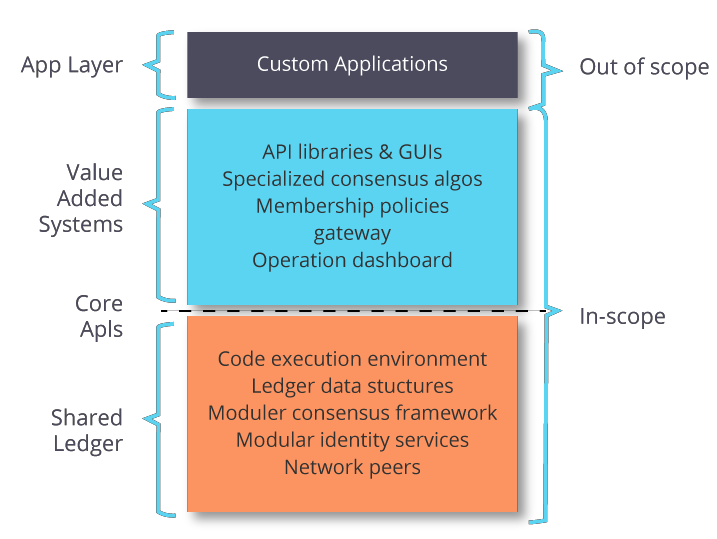 App Layer
Custom Applications
Out of scope
Value
Added
Systems
API libraries & GUIs
Specialized consensus algos
Membership policies
gateway
Operation dashboard
Core
Apls
In-scope
Shared
Ledger
Code execution environment
Ledger data stuctures
Moduler consensus framework
Modular identity services
Network peers